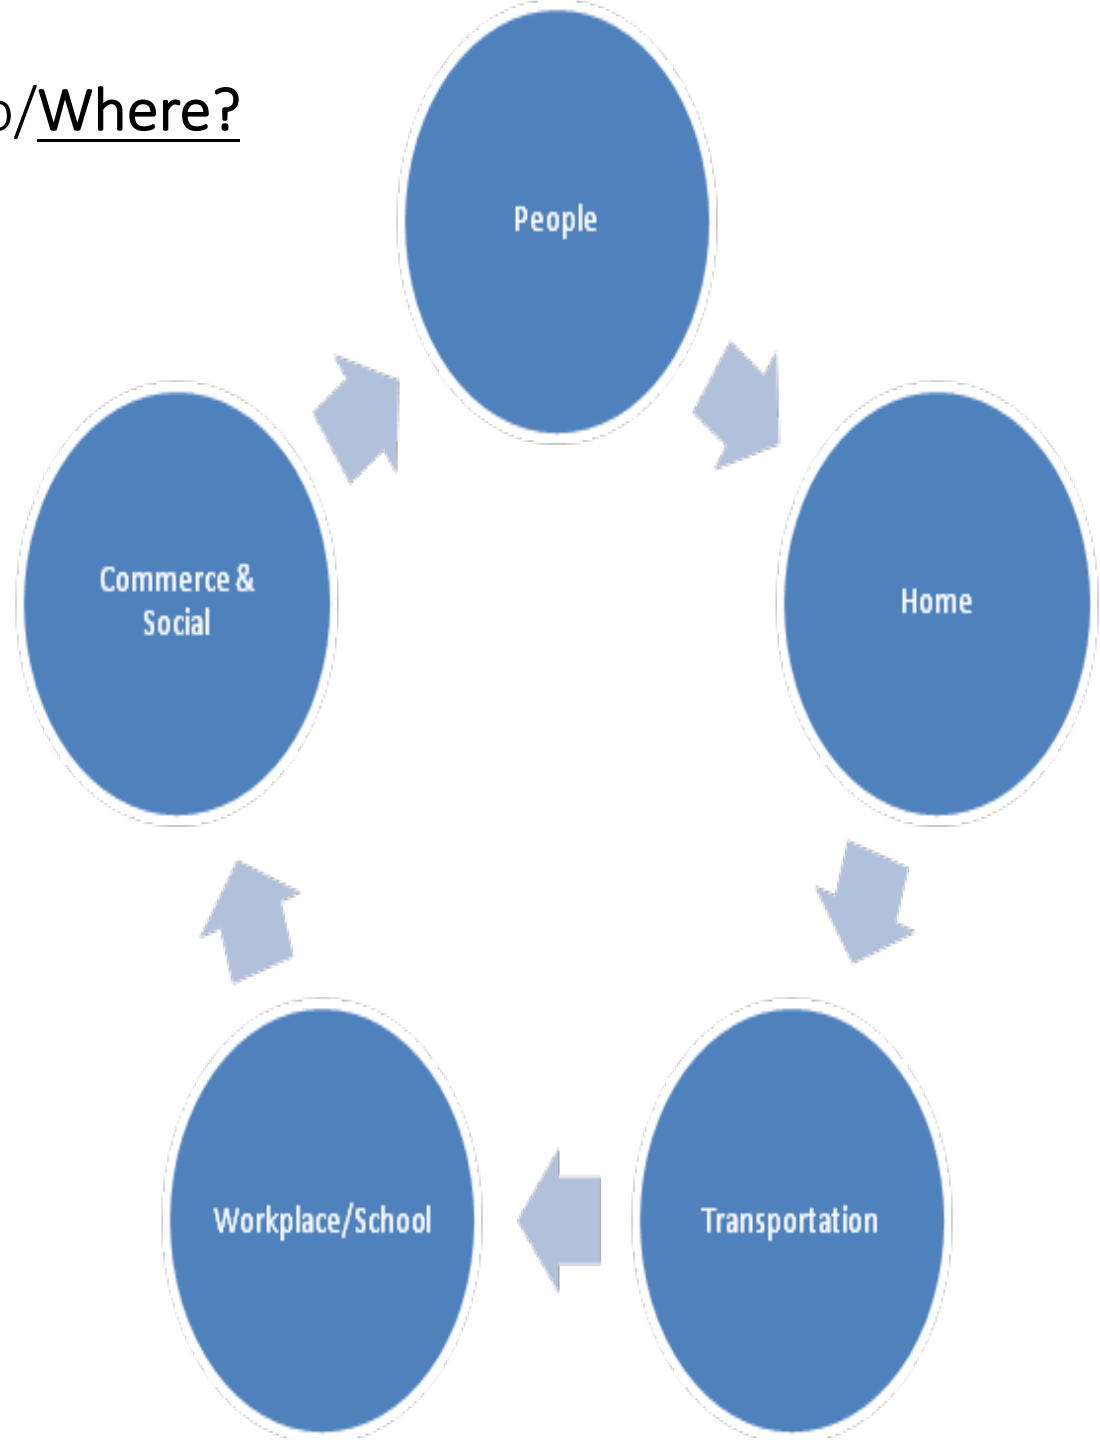 o/Where?
People
Commerce &
Social
Home
Workplace/School
Transportation